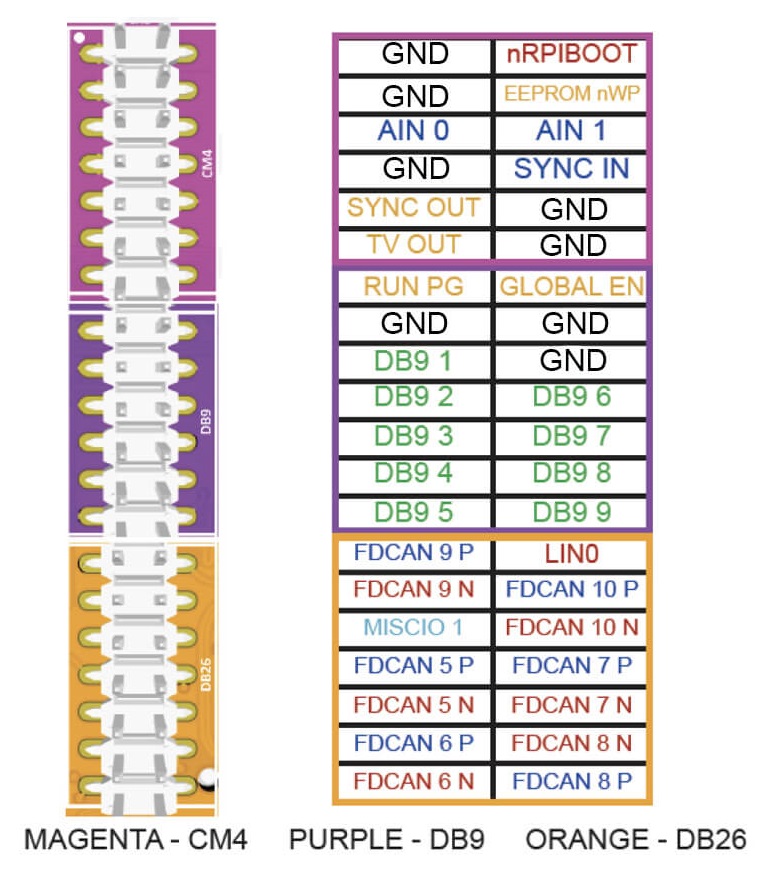 CM4
DB9
DB26
GND nRPIBOOT
GND EEPROM nWP
AIN 0 AIN 1
GND SYNC IN
SYNC OUT GND
TV OUT GND
RUN PG GLOBAL EN
GND GND
DB9 1 GND
DB9 2 DB9 6
DB9 3 DB9 7
DB9 4 DB9 8
DB9 5 DB9 9
FDCAN 9 P LIN0
FDCAN 9 N FDCAN 10 P
MISCIO 1 FDCAN 10 N
FDCAN 5 P FDCAN 7 P
FDCAN 5 N FDCAN 7 N
FDCAN 6 P FDCAN 8 N
FDCAN 6 N FDCAN 8 P
MAGENTA - CM4 PURPLE - DB9 ORANGE - DB26